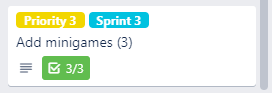 Priority 3 Sprint 3
Add minigames (3)
3/3